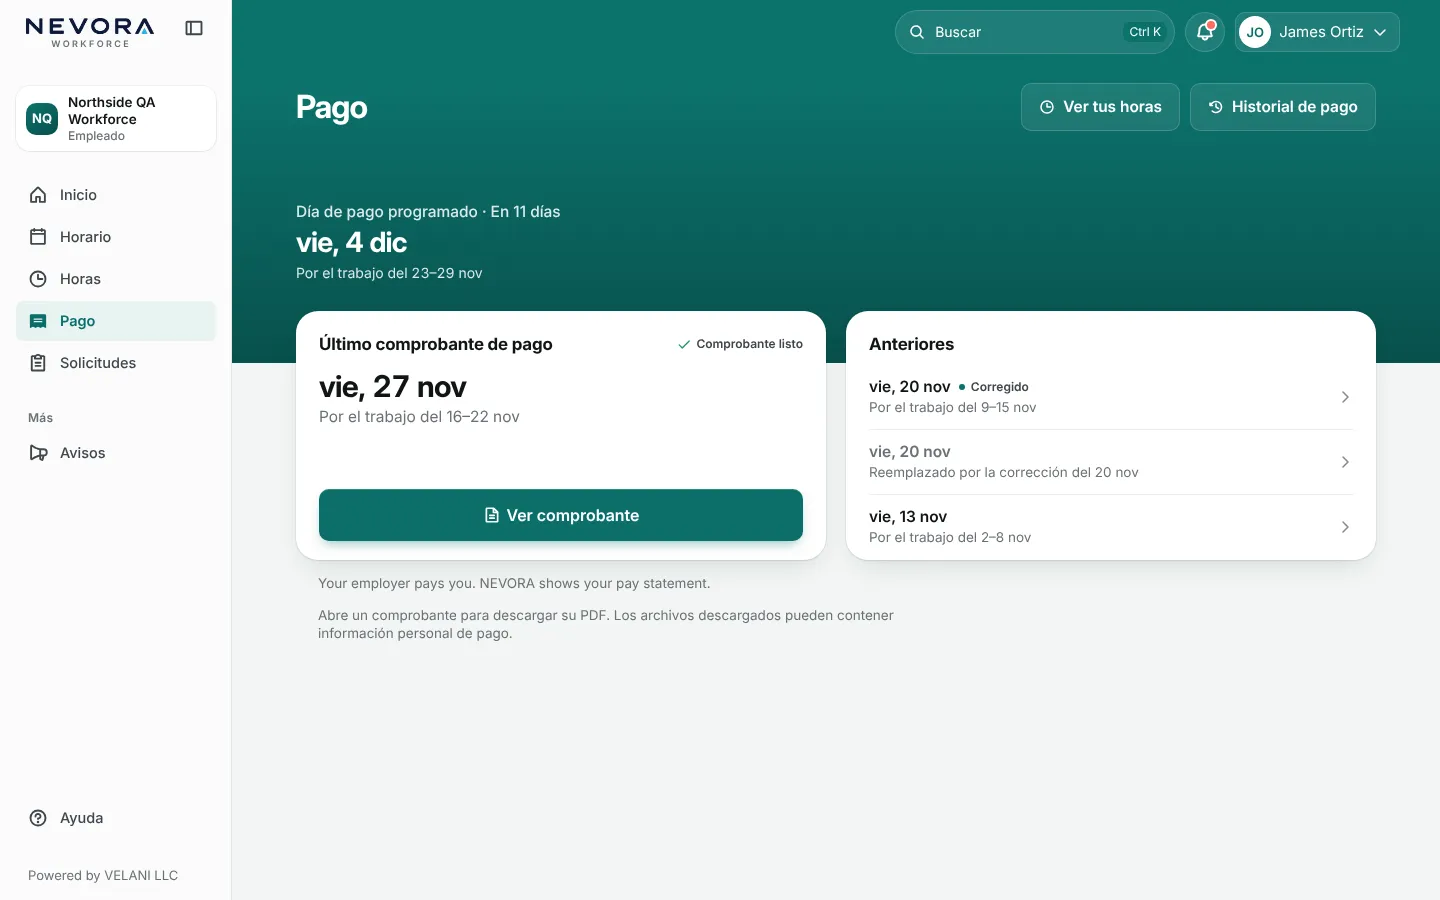 NEVORA
WORKFORCE
Buscar
Ctrl K
JO
James Ortiz
NQ
Northside QA
Workforce
Empleado
Inicio
Horario
Horas
Pago
Solicitudes
Más
Avisos
Ayuda
Powered by VELANI LLC
Pago
Ver tus horas
Historial de pago
Día de pago programado · En 11 días
vie, 4 dic
Por el trabajo del 23–29 nov
Último comprobante de pago
Comprobante listo
vie, 27 nov
Por el trabajo del 16–22 nov
Ver comprobante
Anteriores
vie, 20 nov
Corregido
Por el trabajo del 9–15 nov
vie, 20 nov
Reemplazado por la corrección del 20 nov
vie, 13 nov
Por el trabajo del 2–8 nov
Your employer pays you. NEVORA shows your pay statement.
Abre un comprobante para descargar su PDF. Los archivos descargados pueden contener
información personal de pago.